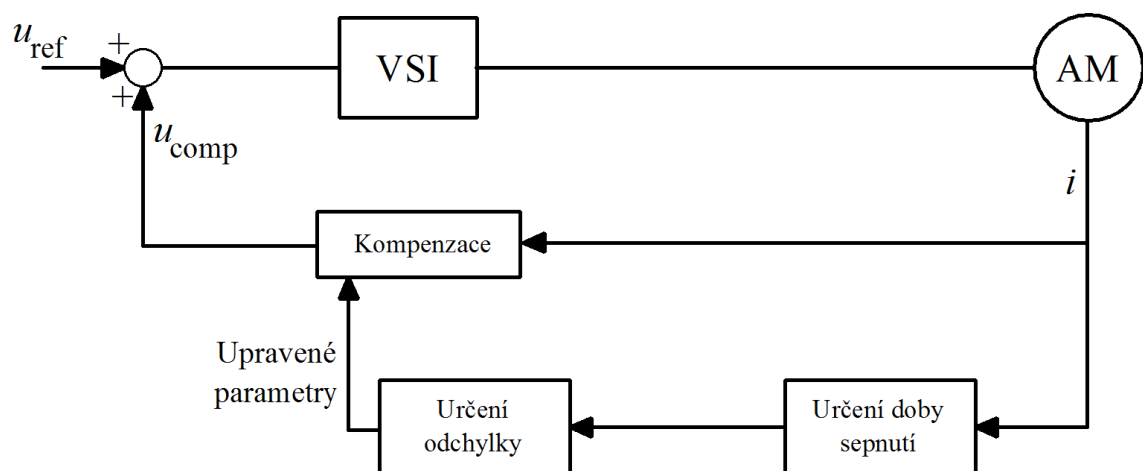 u_ref
+
+
VSI
AM
u_comp
i
Kompenzace
Upravené
parametry
Určení
odchylky
Určení doby
sepnutí